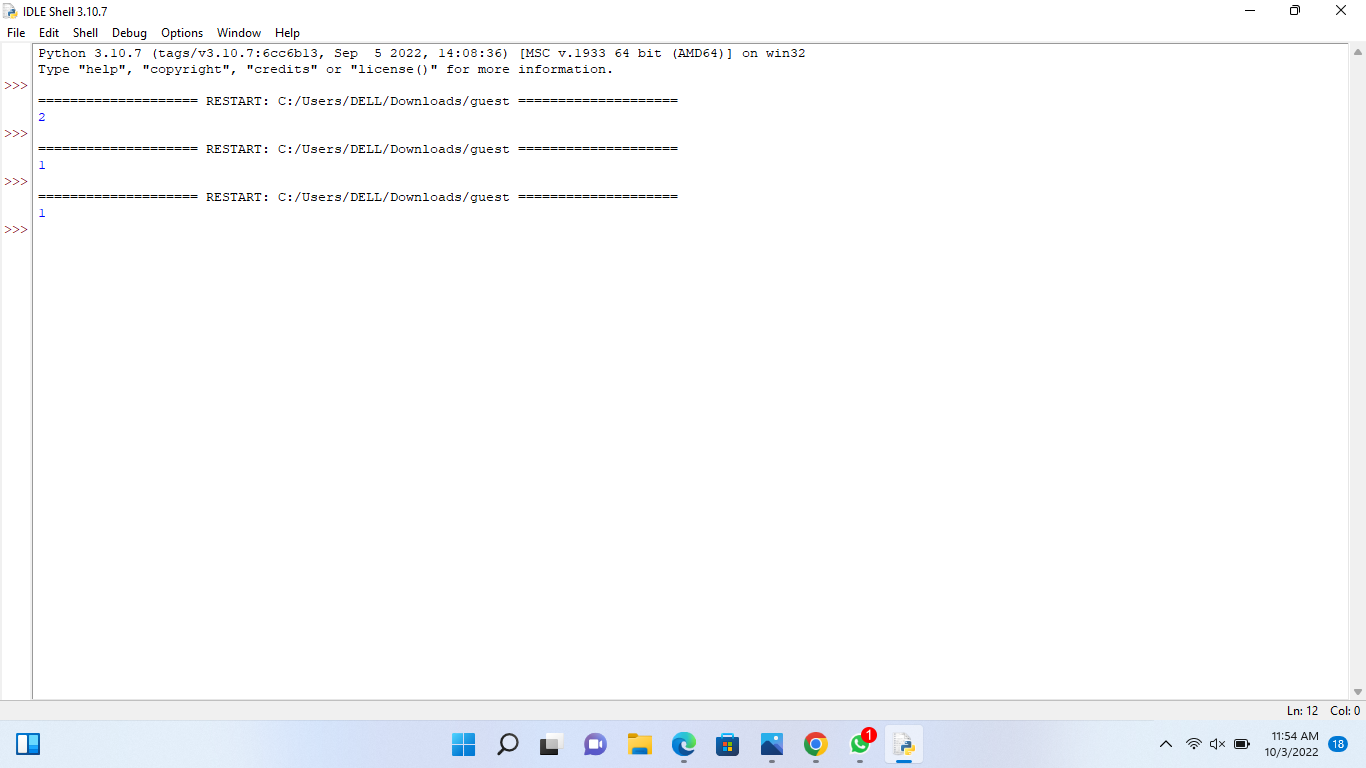 IDLE Shell 3.10.7
File Edit Shell Debug Options Window Help
Python 3.10.7 (tags/v3.10.7:6cc6b13, Sep  5 2022, 14:08:36) [MSC v.1933 64 bit (AMD64)] on win32
Type "help", "copyright", "credits" or "license()" for more information.
>>>
==================== RESTART: C:/Users/DELL/Downloads/guest ====================
2
>>>
==================== RESTART: C:/Users/DELL/Downloads/guest ====================
1
>>>
==================== RESTART: C:/Users/DELL/Downloads/guest ====================
1
>>>
Ln: 12 Col: 0
1
11:54 AM
10/3/2022
18